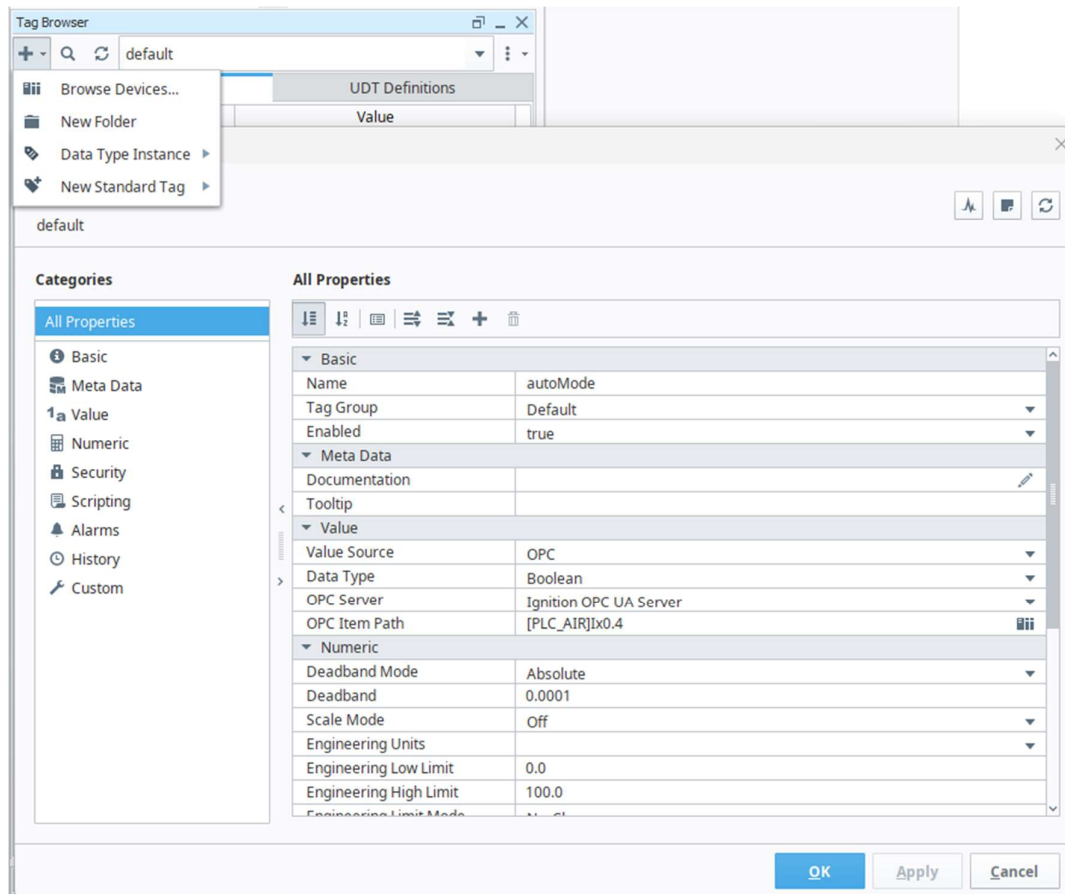 Tag Browser
default
Browse Devices...
UDT Definitions
New Folder
Value
Data Type Instance
New Standard Tag
default
Categories
All Properties
All Properties
Basic
Meta Data
Value
Numeric
Security
Scripting
Alarms
History
Custom
Basic
Name autoMode
Tag Group Default
Enabled true
Meta Data
Documentation
Tooltip
Value
Value Source OPC
Data Type Boolean
OPC Server Ignition OPC UA Server
OPC Item Path [PLC_AIR]Ix0.4
Numeric
Deadband Mode Absolute
Deadband 0.0001
Scale Mode Off
Engineering Units
Engineering Low Limit 0.0
Engineering High Limit 100.0
Engineering Limit Mode
OK Apply Cancel